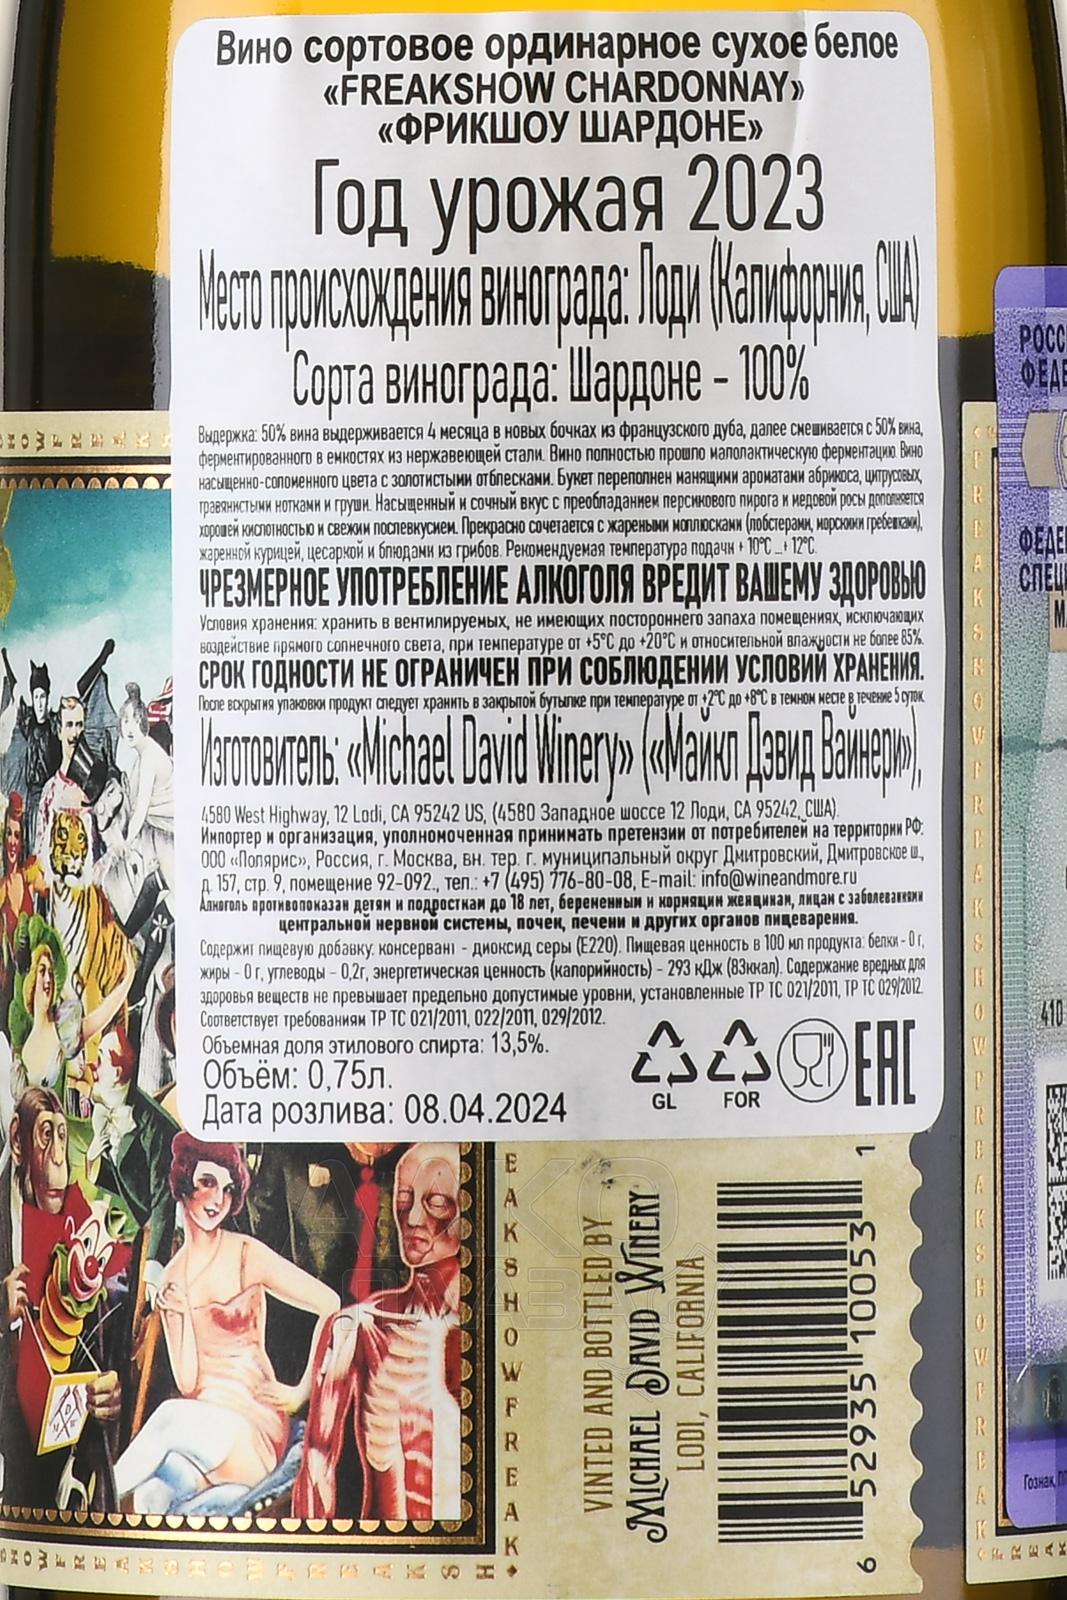 Вино сортовое ординарное сухое белое
«FREAKSHOW CHARDONNAY»
«ФРИКШОУ ШАРДОНЕ»
Год урожая 2023
Место происхождения винограда: Лоди (Калифорния, США)
Сорта винограда: Шардоне – 100%
Выдержка: 50% вина выдерживается 4 месяца в новых бочках из французского дуба, далее смешивается с 50% вина,
ферментированного в емкостях из нержавеющей стали. Вино полностью прошло малолактическую ферментацию. Вино
насыщенно-соломенного цвета с золотистыми отблесками. Букет переполнен манящими ароматами абрикоса, цитрусовых,
травянистыми нотками и груши. Насыщенный и сочный вкус с преобладанием персикового пирога и медовой росы дополняется
хорошей кислотностью и свежим послевкусием. Прекрасно сочетается с жареными моллюсками (лобстерами, морскими гребешками),
жаренной курицей, цесаркой и блюдами из грибов. Рекомендуемая температура подачи + 10°C ...+ 12°C.
ЧРЕЗМЕРНОЕ УПОТРЕБЛЕНИЕ АЛКОГОЛЯ ВРЕДИТ ВАШЕМУ ЗДОРОВЬЮ
Условия хранения: хранить в вентилируемых, не имеющих постороннего запаха помещениях, исключающих
воздействие прямого солнечного света, при температуре от +5°C до +20°C и относительной влажности не более 85%.
СРОК ГОДНОСТИ НЕ ОГРАНИЧЕН ПРИ СОБЛЮДЕНИИ УСЛОВИЙ ХРАНЕНИЯ.
После вскрытия упаковки продукт следует хранить в закрытой бутылке при температуре от +2°C до +8°C в темном месте в течение 5 суток.
Изготовитель: «Michael David Winery» («Майкл Дэвид Вайнери»),
4580 West Highway, 12 Lodi, CA 95242 US, (4580 Западное шоссе 12 Лоди, CA 95242, США).
Импортер и организация, уполномоченная принимать претензии от потребителей на территории РФ:
ООО «Полярис», Россия, г. Москва, вн. тер. г. муниципальный округ Дмитровский, Дмитровское ш.,
д. 157, стр. 9, помещение 92-092., тел.: +7 (495) 776-80-08, E-mail: info@wineandmore.ru
Алкоголь противопоказан детям и подросткам до 18 лет, беременным и кормящим женщинам, лицам с заболеваниями
центральной нервной системы, почек, печени и других органов пищеварения.
Содержит пищевую добавку: консервант - диоксид серы (E220). Пищевая ценность в 100 мл продукта: белки - 0 г,
жиры - 0 г, углеводы - 0,2г, энергетическая ценность (калорийность) - 293 кДж (83ккал). Содержание вредных для
здоровья веществ не превышает предельно допустимые уровни, установленные ТР ТС 021/2011, ТР ТС 029/2012.
Соответствует требованиям ТР ТС 021/2011, 022/2011, 029/2012.
Объемная доля этилового спирта: 13,5%.
Объём: 0,75л.
Дата розлива: 08.04.2024
GL FOR EAC
VINTED AND BOTTLED BY
MICHAEL DAVID WINERY
LODI, CALIFORNIA
6 52935 10053 1
EAKSHOWFREAK
SHOWFREAKSHOWFREAKSH
FREAKSHOWFREAKSHOWFREAKSHOWFREAK
M D W
410
АЛКО
ПЛАЗА